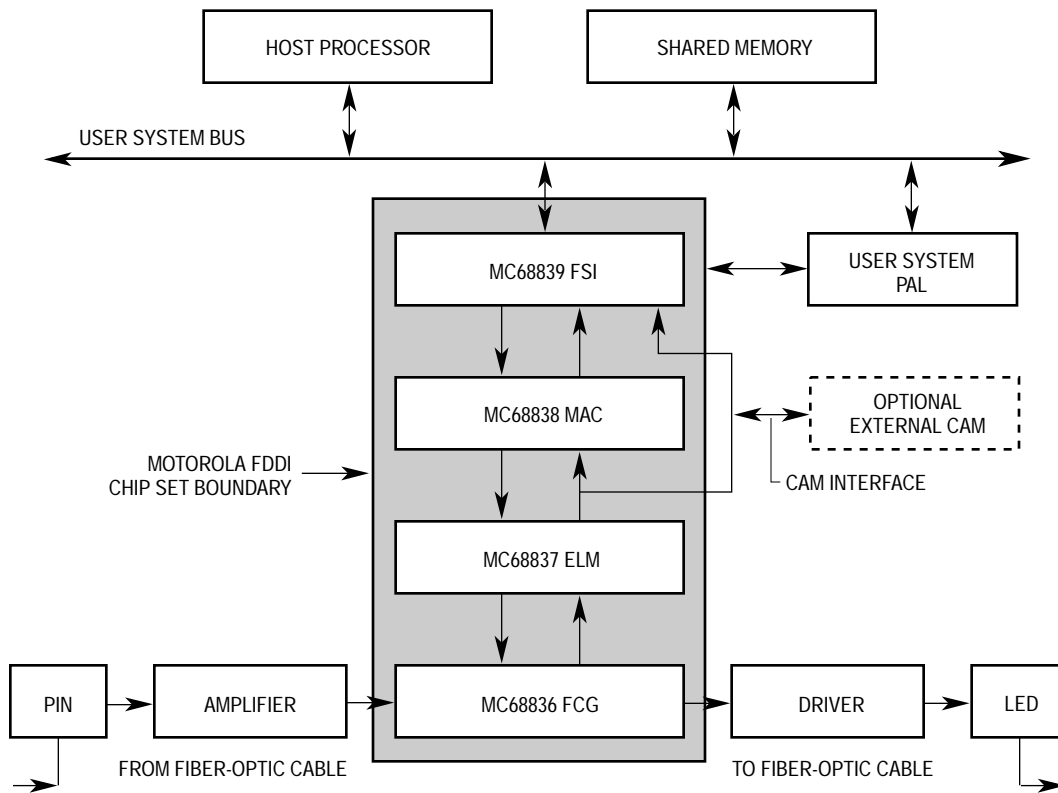 HOST PROCESSOR
SHARED MEMORY
USER SYSTEM BUS
MC68839 FSI
USER SYSTEM
PAL
MC68838 MAC
OPTIONAL
EXTERNAL CAM
MOTOROLA FDDI
CHIP SET BOUNDARY
CAM INTERFACE
MC68837 ELM
PIN
AMPLIFIER
MC68836 FCG
DRIVER
LED
FROM FIBER-OPTIC CABLE
TO FIBER-OPTIC CABLE